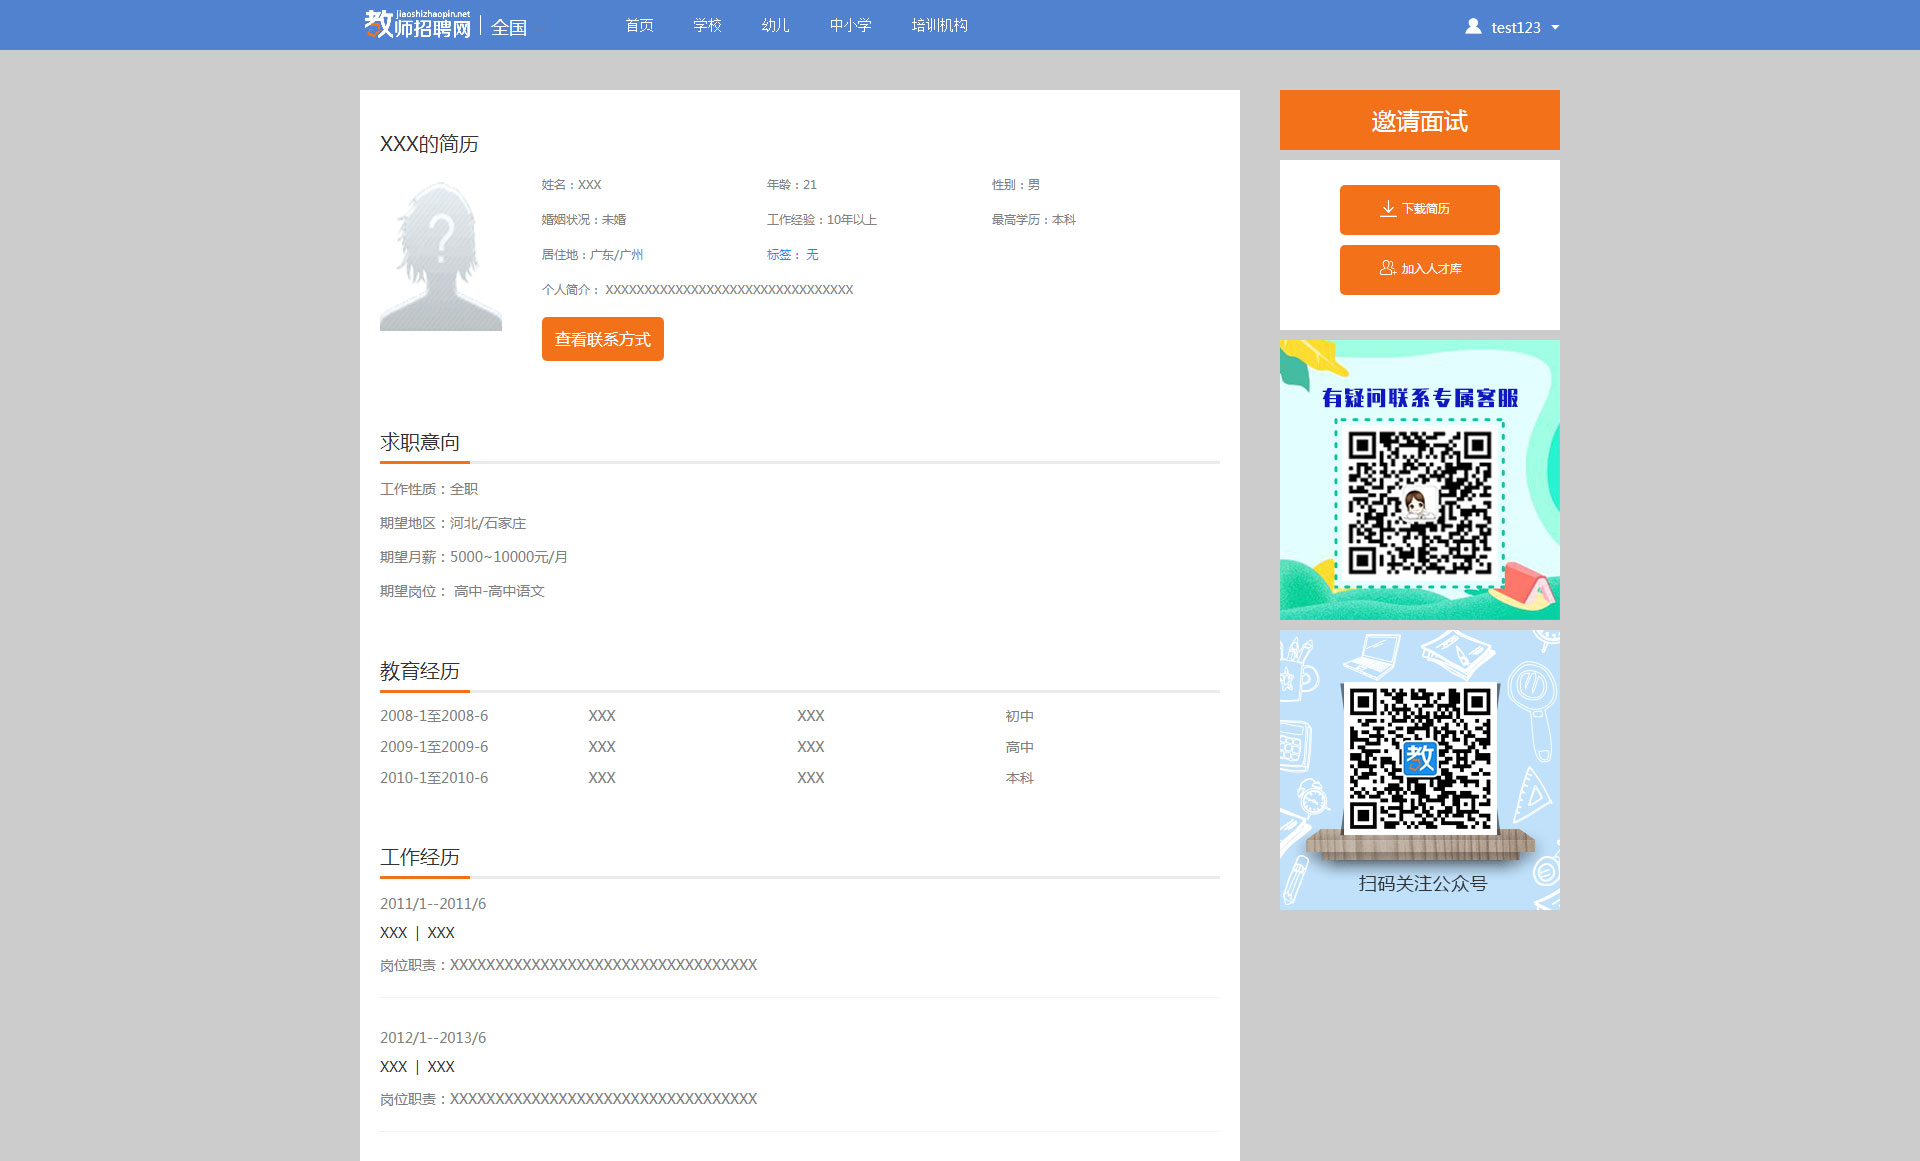 jiaoshizhaopin.net
教师招聘网 全国 首页 学校 幼儿 中小学 培训机构 test123
XXX的简历
姓名：XXX 年龄：21 性别：男
婚姻状况：未婚 工作经验：10年以上 最高学历：本科
居住地：广东/广州 标签： 无
个人简介： XXXXXXXXXXXXXXXXXXXXXXXXXXXXXXXX
查看联系方式
求职意向
工作性质：全职
期望地区：河北/石家庄
期望月薪：5000~10000元/月
期望岗位： 高中-高中语文
教育经历
2008-1至2008-6 XXX XXX 初中
2009-1至2009-6 XXX XXX 高中
2010-1至2010-6 XXX XXX 本科
工作经历
2011/1--2011/6
XXX | XXX
岗位职责：XXXXXXXXXXXXXXXXXXXXXXXXXXXXXXXXXX
2012/1--2013/6
XXX | XXX
岗位职责：XXXXXXXXXXXXXXXXXXXXXXXXXXXXXXXXXX
邀请面试
下载简历
加入人才库
有疑问联系专属客服
教
扫码关注公众号